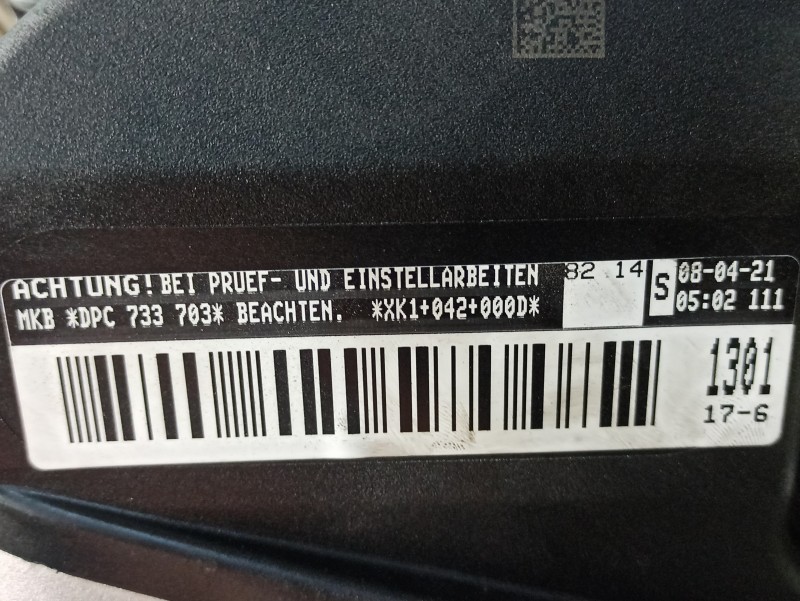 ACHTUNG! BEI PRUEF- UND EINSTELLARBEITEN
MKB *DPC 733 703* BEACHTEN. *XK1+042+000D*
82 14
S
08-04-21
05:02 111
1301
17-6